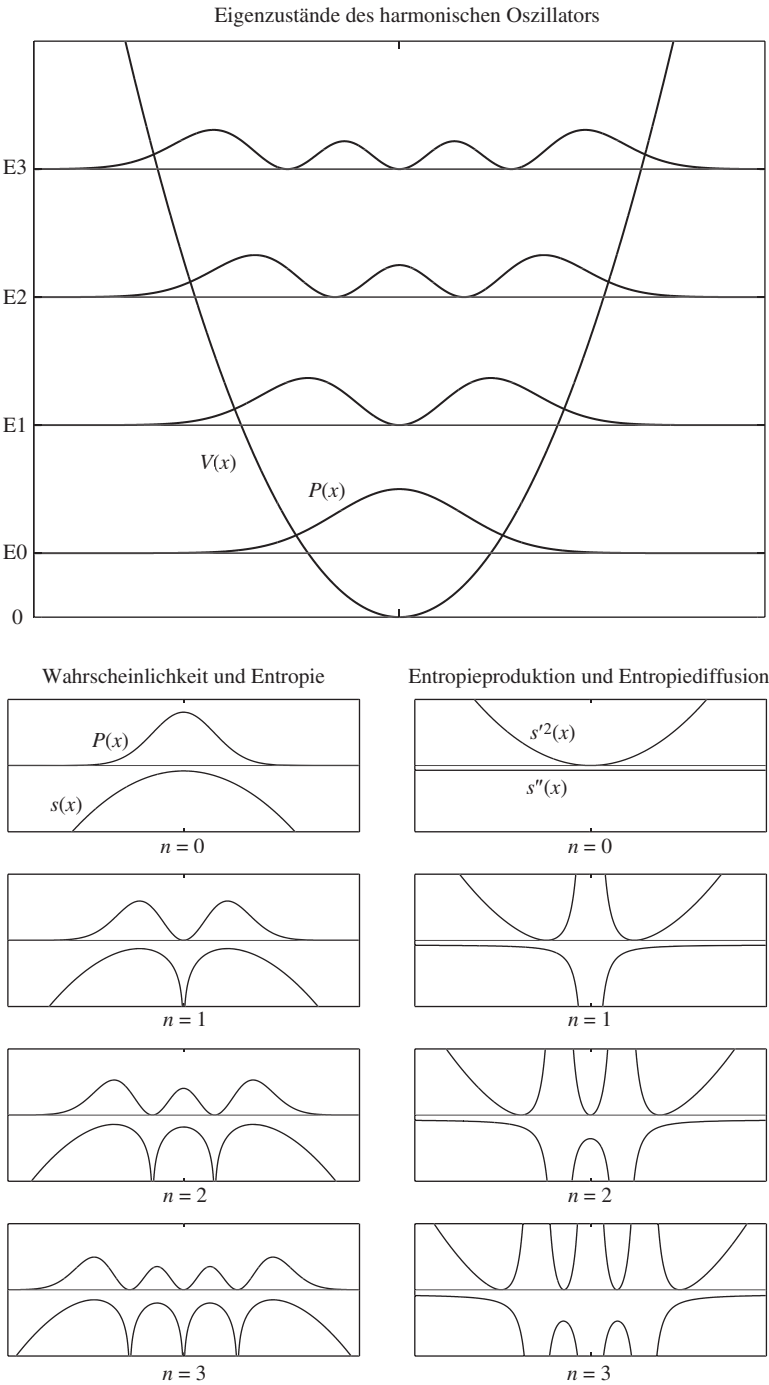 Eigenzustände des harmonischen Oszillators
E3
E2
E1
V(x)
P(x)
E0
0
Wahrscheinlichkeit und Entropie
Entropieproduktion und Entropiediffusion
P(x)
s(x)
n = 0
s′²(x)
s″(x)
n = 0
n = 1
n = 1
n = 2
n = 2
n = 3
n = 3